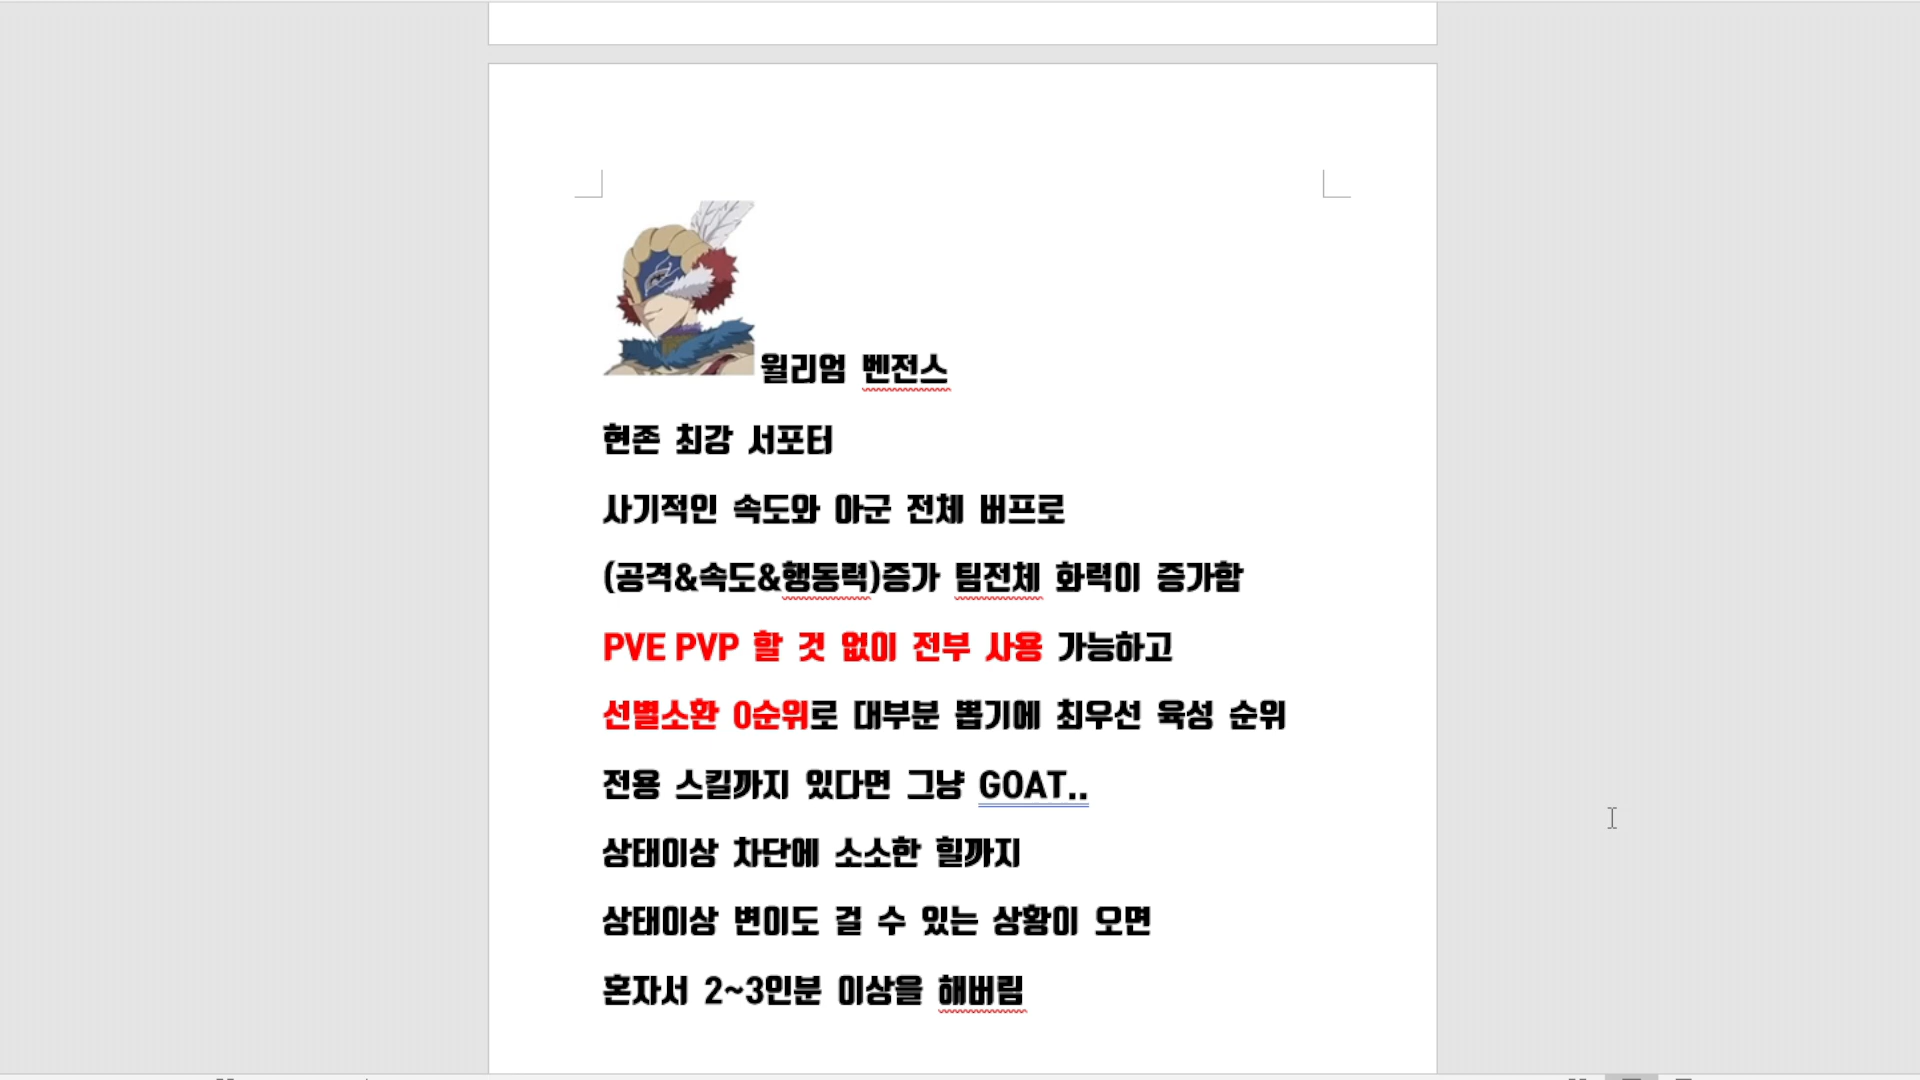 윌리엄 벤전스
현존 최강 서포터
사기적인 속도와 아군 전체 버프로
(공격&속도&행동력)증가 팀전체 화력이 증가함
PVE PVP 할 것 없이 전부 사용 가능하고
선별소환 0순위로 대부분 뽑기에 최우선 육성 순위
전용 스킬까지 있다면 그냥 GOAT..
상태이상 차단에 소소한 힐까지
상태이상 변이도 걸 수 있는 상황이 오면
혼자서 2~3인분 이상을 해버림